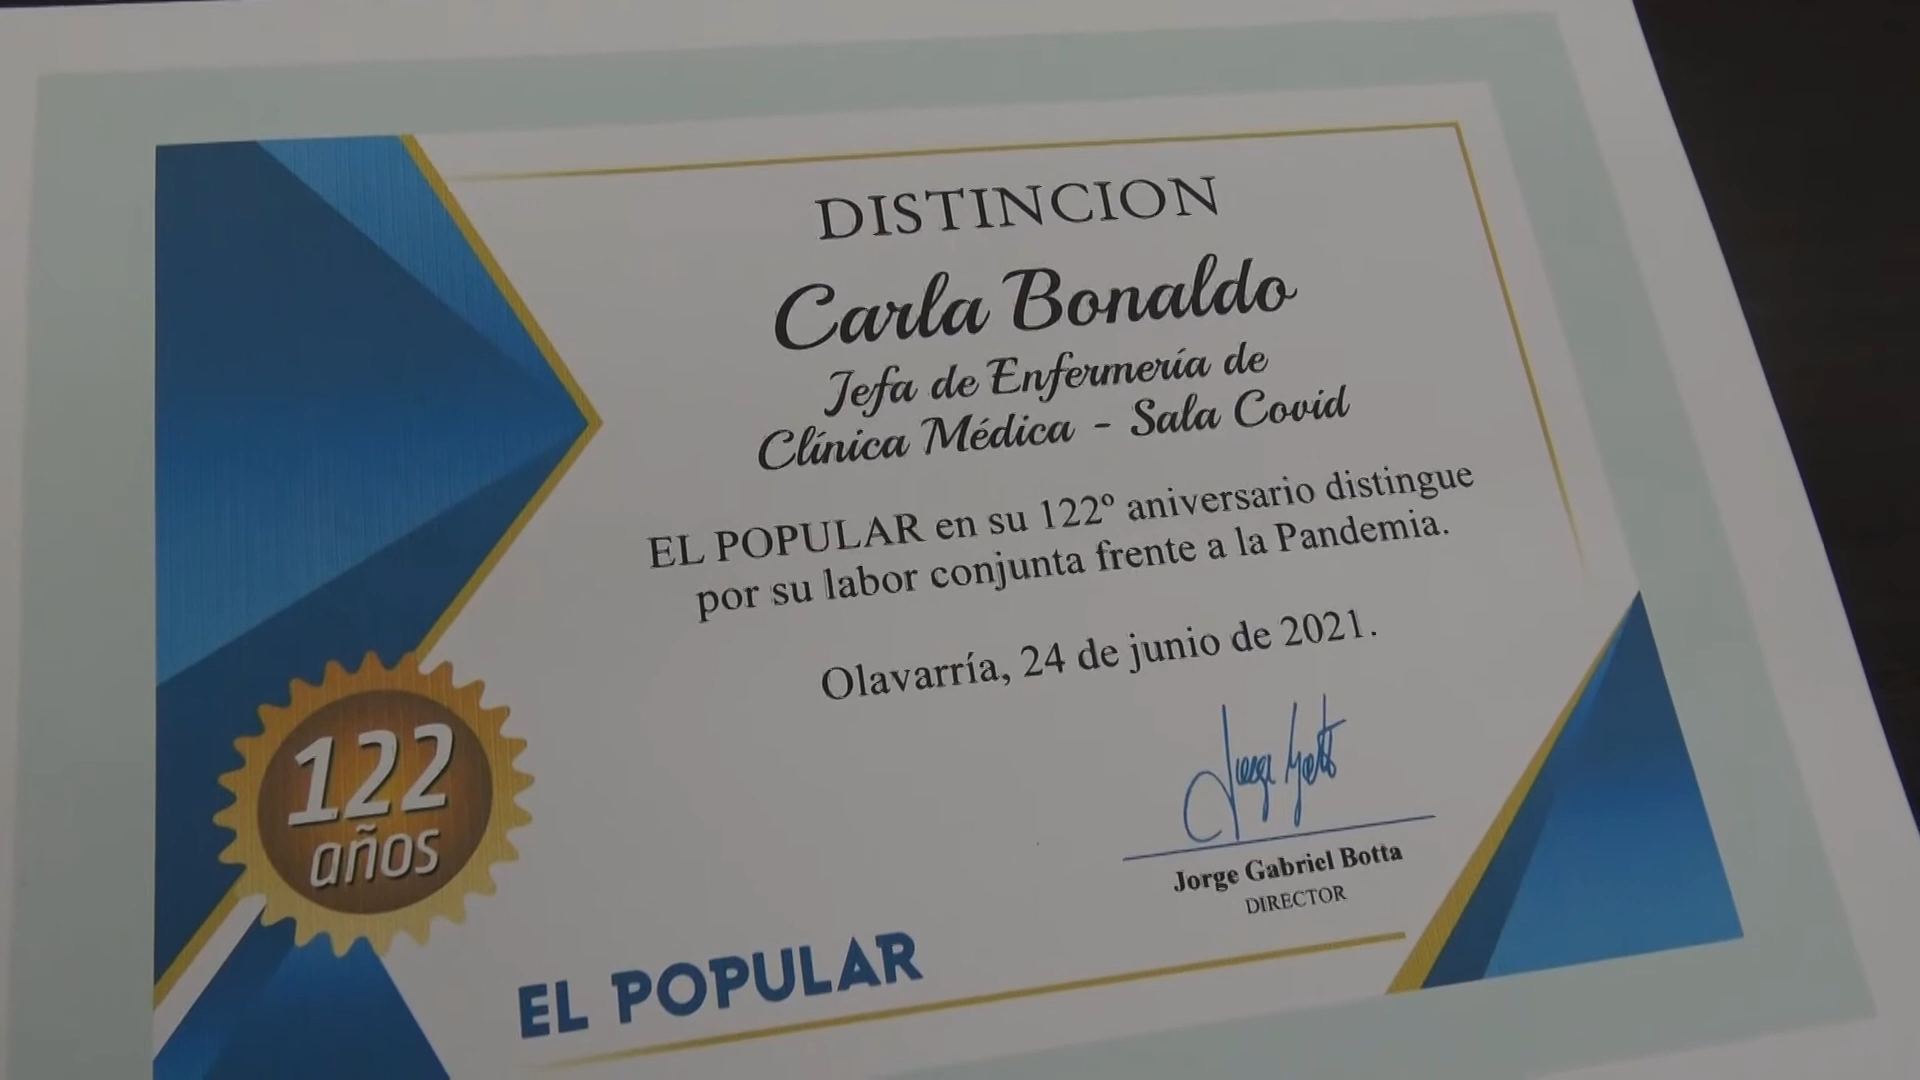 DISTINCION
Carla Bonaldo
Jefa de Enfermería de
Clínica Médica - Sala Covid
EL POPULAR en su 122º aniversario distingue
por su labor conjunta frente a la Pandemia.
Olavarría, 24 de junio de 2021.
122
años
Jorge Gabriel Botta
DIRECTOR
EL POPULAR